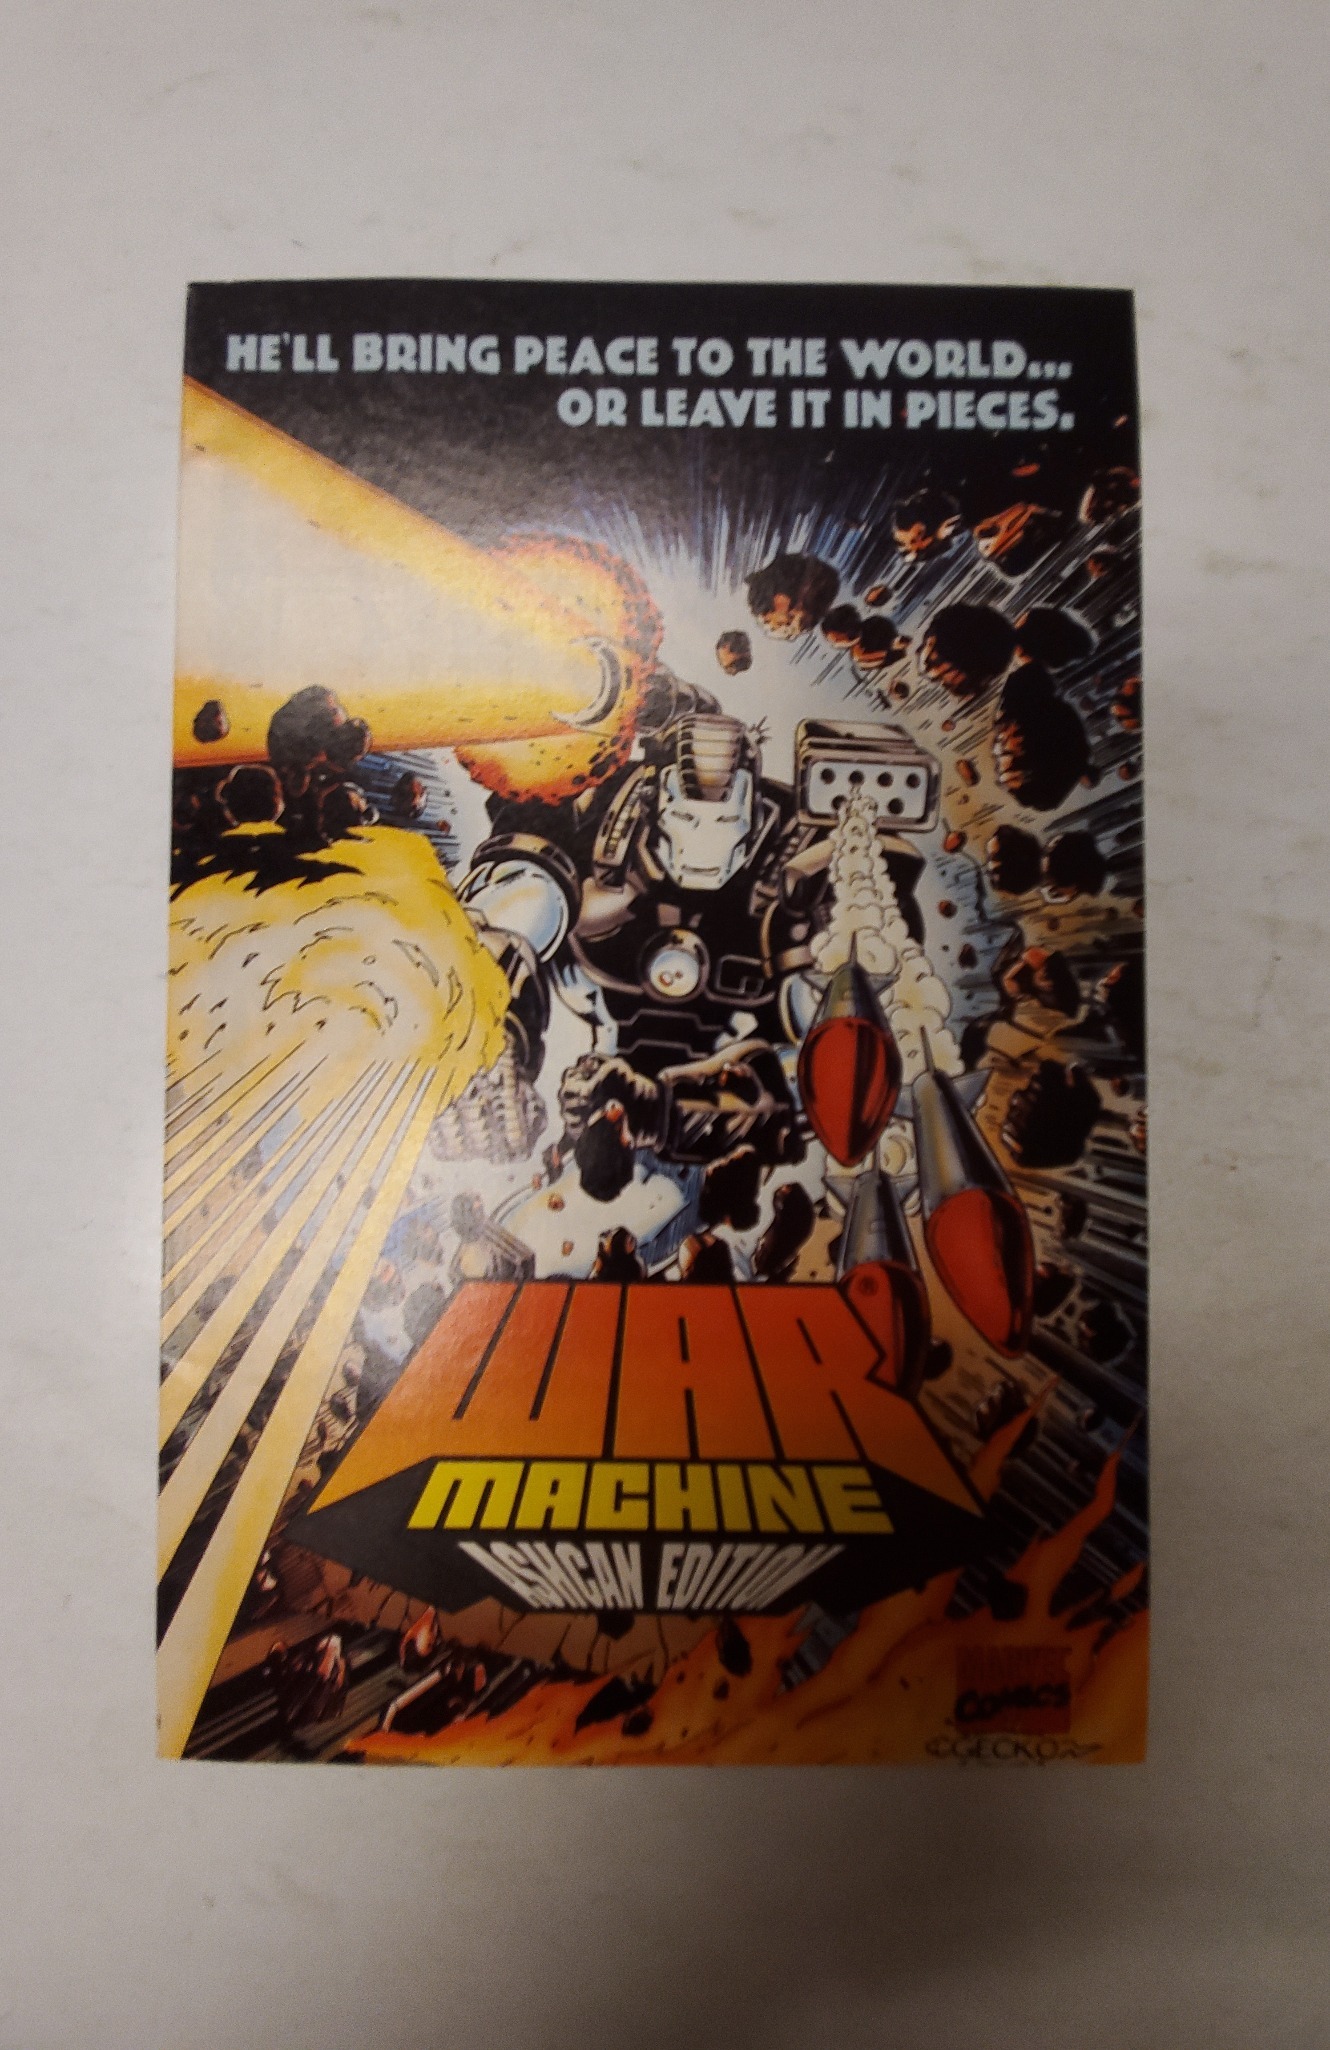 HE'LL BRING PEACE TO THE WORLD...
OR LEAVE IT IN PIECES.
WAR®
MACHINE
ASHCAN EDITION
MARVEL
COMICS
©GECKO